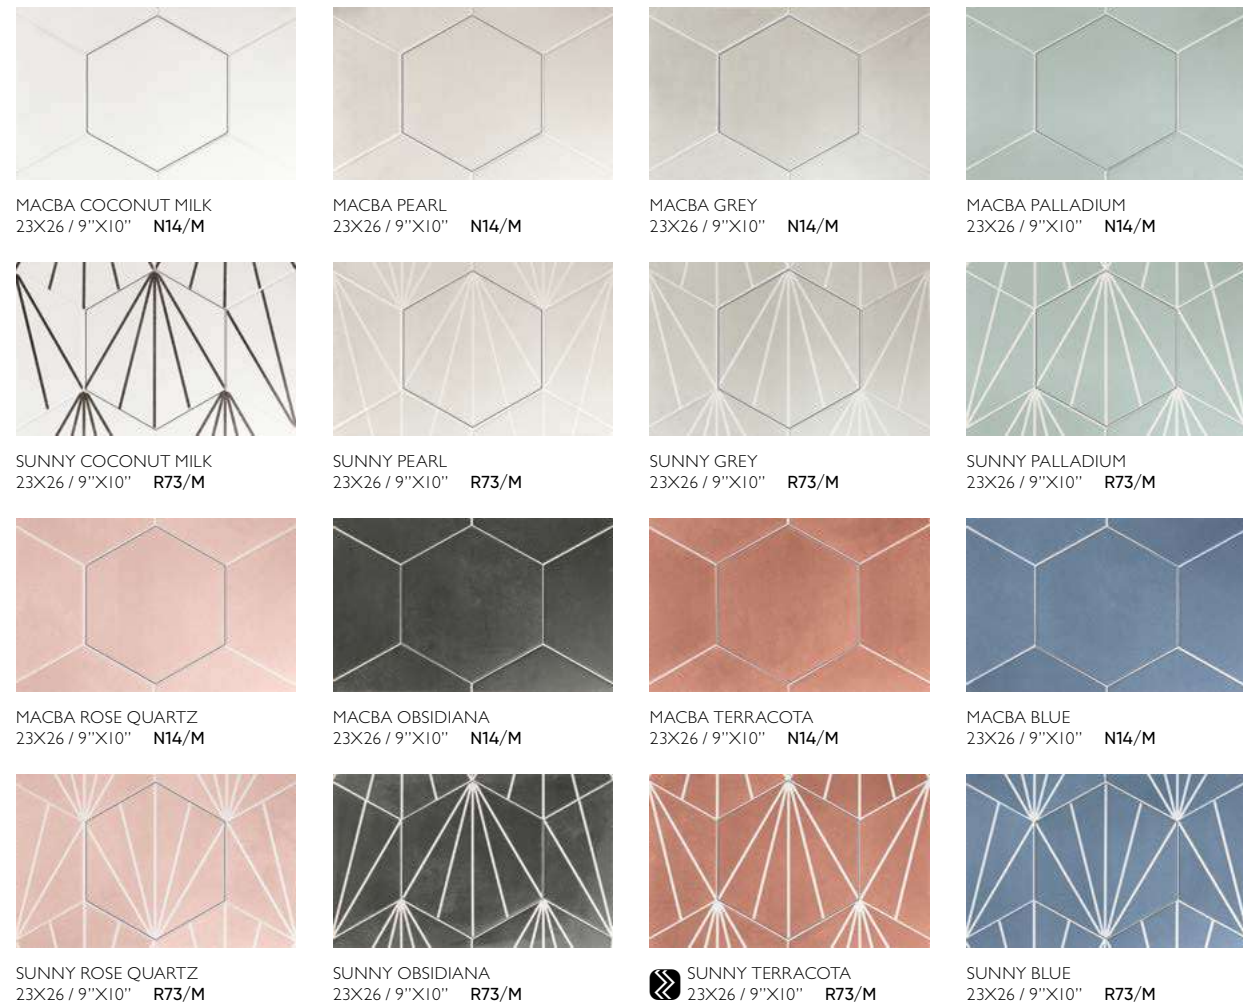 MACBA COCONUT MILK
23X26 / 9”X10” N14/M
MACBA PEARL
23X26 / 9”X10” N14/M
MACBA GREY
23X26 / 9”X10” N14/M
MACBA PALLADIUM
23X26 / 9”X10” N14/M
SUNNY COCONUT MILK
23X26 / 9”X10” R73/M
SUNNY PEARL
23X26 / 9”X10” R73/M
SUNNY GREY
23X26 / 9”X10” R73/M
SUNNY PALLADIUM
23X26 / 9”X10” R73/M
MACBA ROSE QUARTZ
23X26 / 9”X10” N14/M
MACBA OBSIDIANA
23X26 / 9”X10” N14/M
MACBA TERRACOTA
23X26 / 9”X10” N14/M
MACBA BLUE
23X26 / 9”X10” N14/M
SUNNY ROSE QUARTZ
23X26 / 9”X10” R73/M
SUNNY OBSIDIANA
23X26 / 9”X10” R73/M
SUNNY TERRACOTA
23X26 / 9”X10” R73/M
SUNNY BLUE
23X26 / 9”X10” R73/M